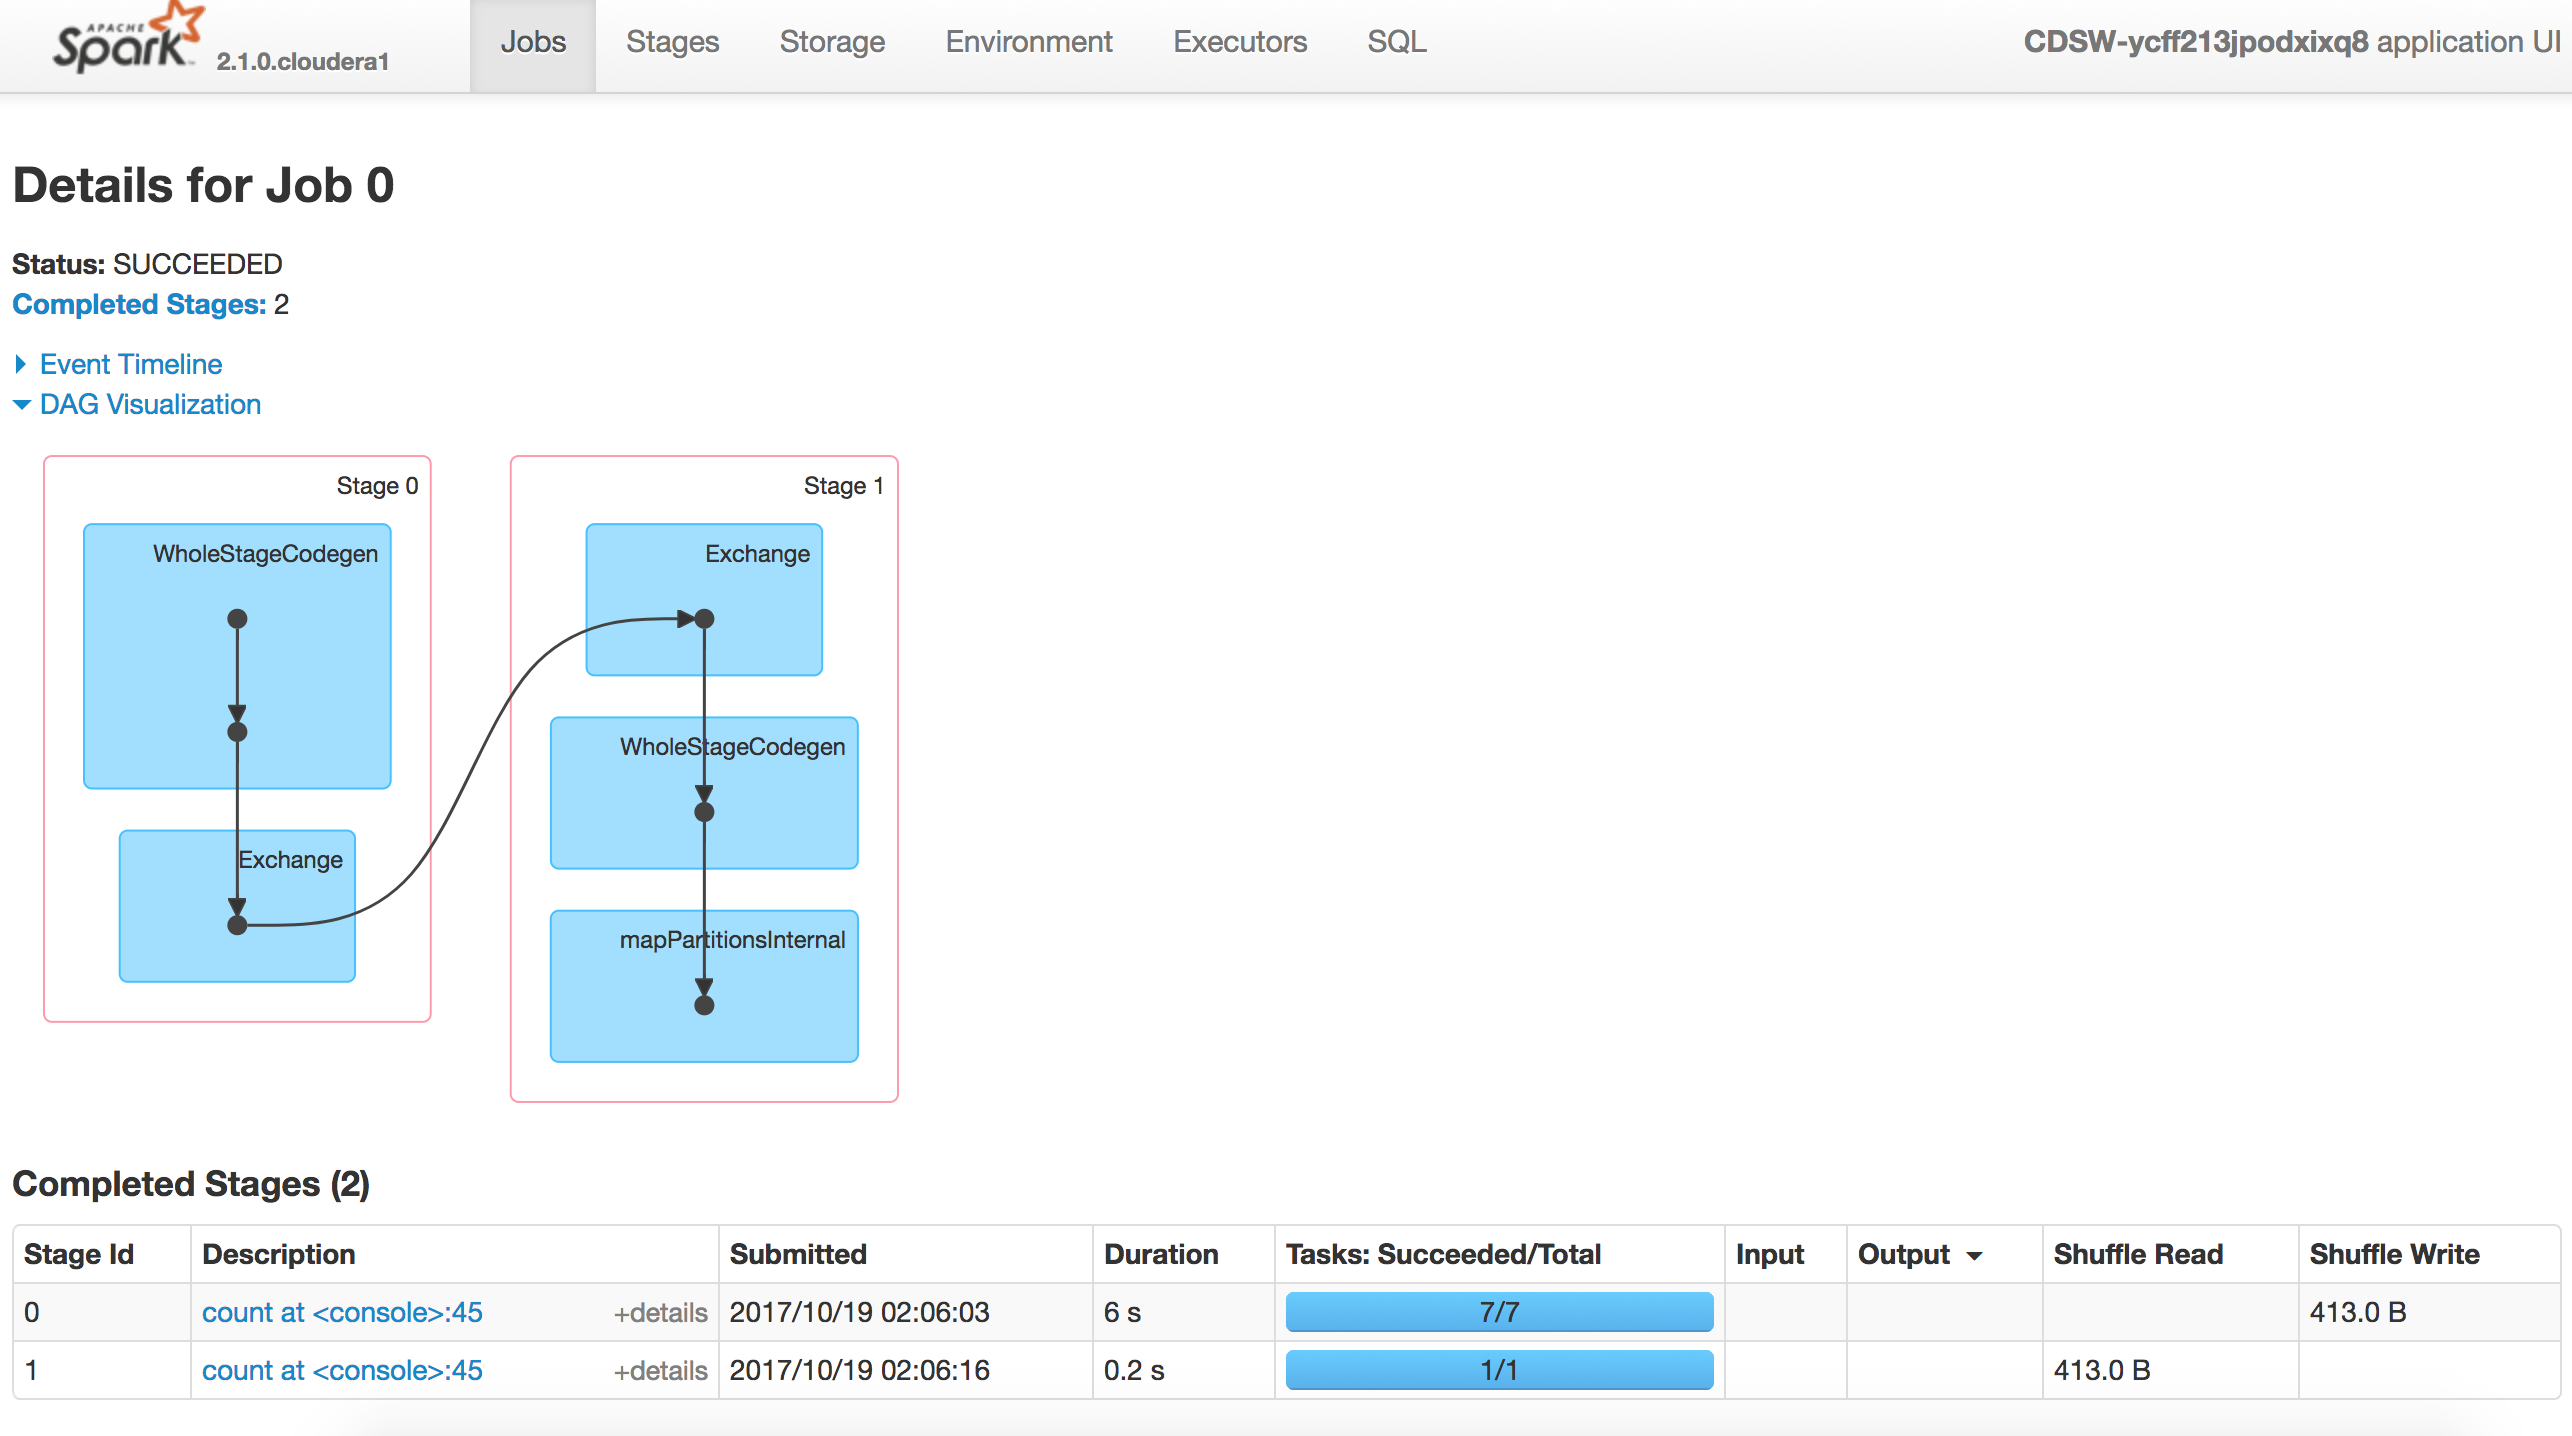 APACHE
Spark 2.1.0.cloudera1 Jobs Stages Storage Environment Executors SQL CDSW-ycff213jpodxixq8 application UI
Details for Job 0
Status: SUCCEEDED
Completed Stages: 2
Event Timeline
DAG Visualization
Stage 0
WholeStageCodegen
Exchange
Stage 1
Exchange
WholeStageCodegen
mapPartitionsInternal
Completed Stages (2)
Stage Id Description Submitted Duration Tasks: Succeeded/Total Input Output Shuffle Read Shuffle Write
0 count at <console>:45 +details 2017/10/19 02:06:03 6 s 7/7 413.0 B
1 count at <console>:45 +details 2017/10/19 02:06:16 0.2 s 1/1 413.0 B